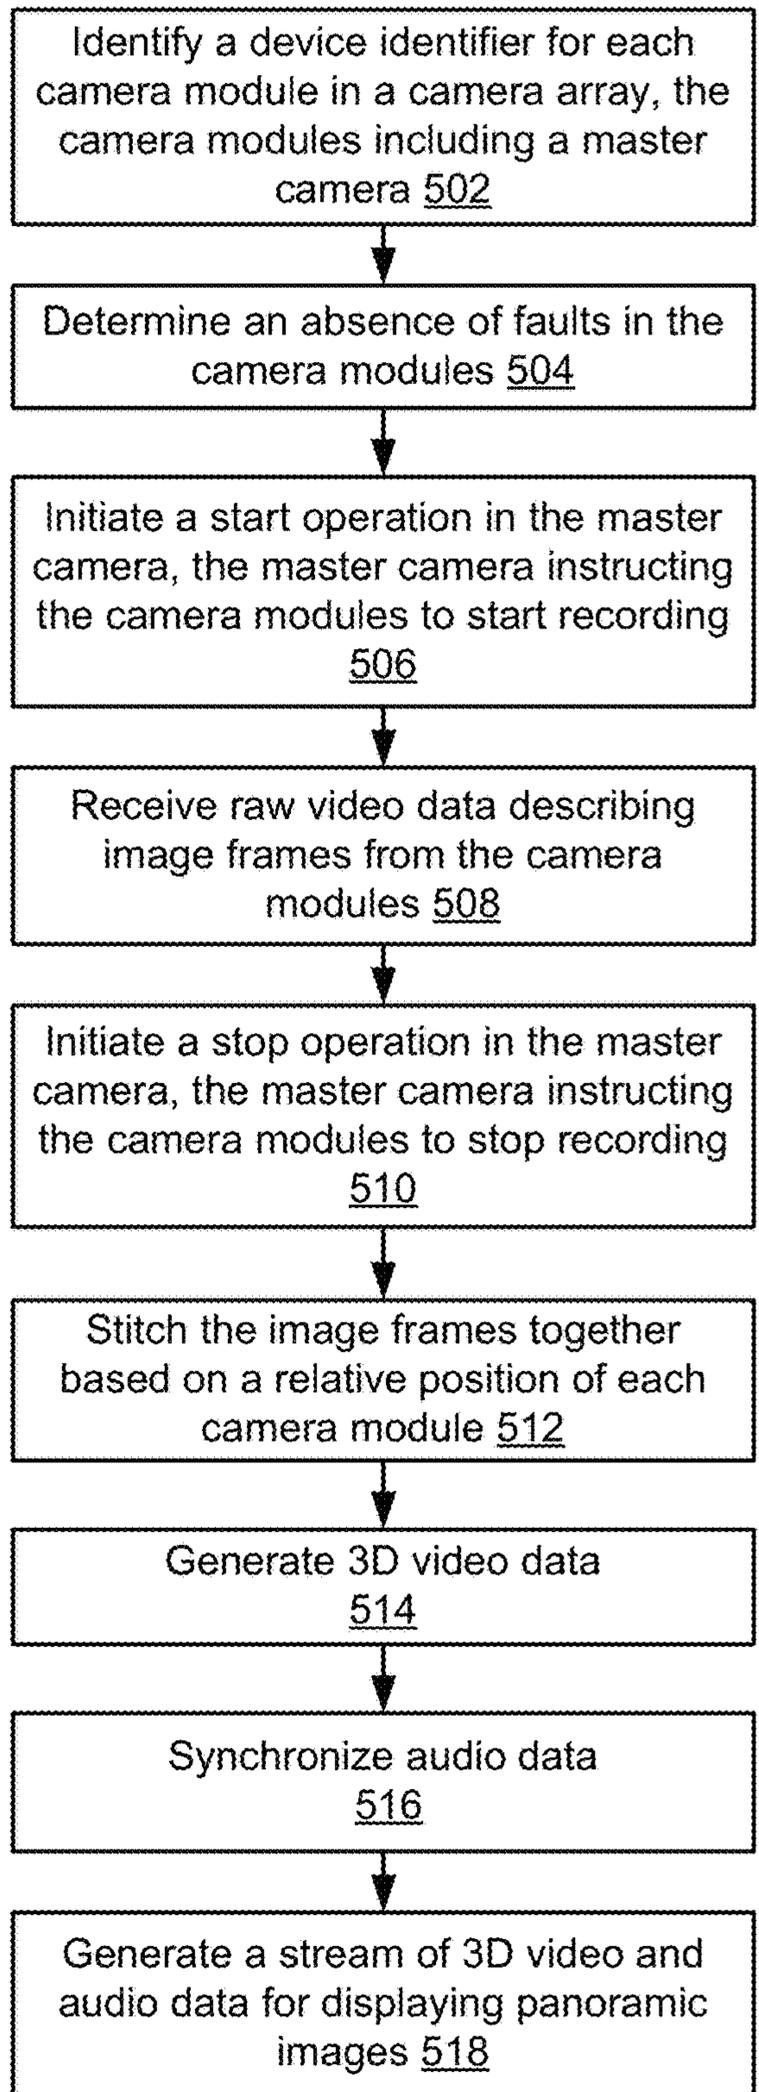 Identify a device identifier for each
camera module in a camera array, the
camera modules including a master
camera 502
Determine an absence of faults in the
camera modules 504
Initiate a start operation in the master
camera, the master camera instructing
the camera modules to start recording
506
Receive raw video data describing
image frames from the camera
modules 508
Initiate a stop operation in the master
camera, the master camera instructing
the camera modules to stop recording
510
Stitch the image frames together
based on a relative position of each
camera module 512
Generate 3D video data
514
Synchronize audio data
516
Generate a stream of 3D video and
audio data for displaying panoramic
images 518